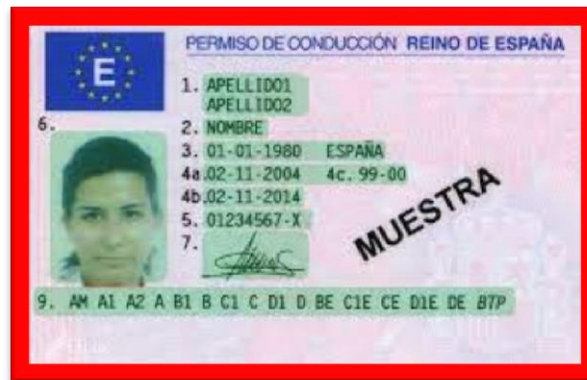 PERMISO DE CONDUCCIÓN REINO DE ESPAÑA
E
1. APELLIDO1
APELLIDO2
6.
2. NOMBRE
3. 01-01-1980 ESPAÑA
4a.02-11-2004 4c. 99-00
4b.02-11-2014
5. 01234567-X
7.
MUESTRA
9. AM A1 A2 A B1 B C1 C D1 D BE C1E CE D1E DE BTP